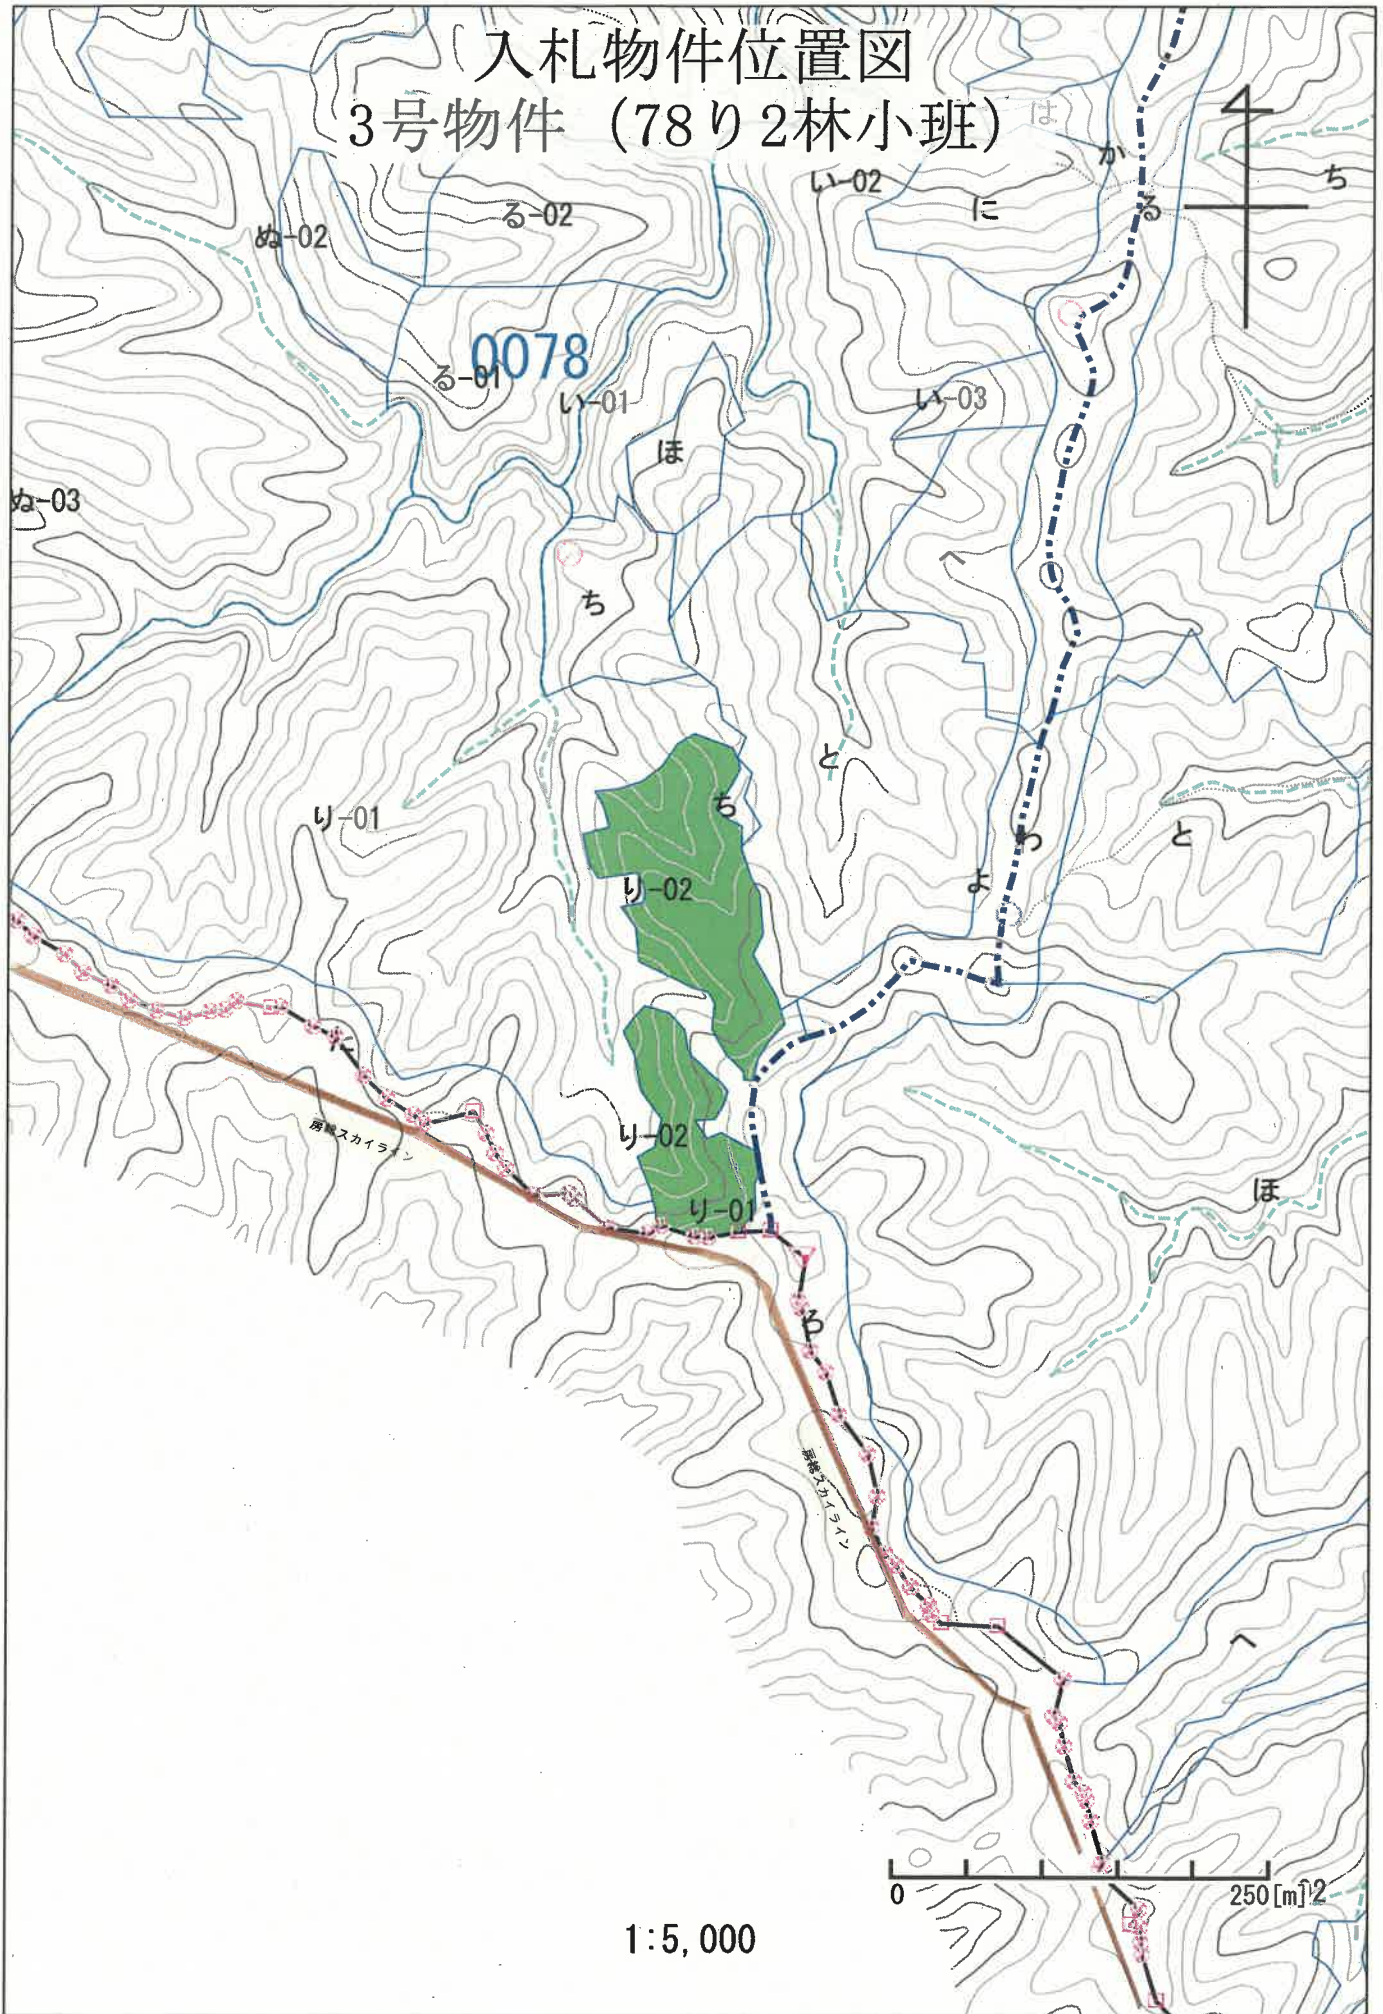 入札物件位置図
3号物件 (78り2林小班)
は
か
ち
い-02
に
る
る-02
ぬ-02
0078
る-01
い-01
い-03
ほ
ぬ-03
へ
ち
と
ち
り-01
わ
と
よ
り-02
房総スカイライン
り-02
ほ
り-01
ろ
房総スカイライン
へ
0
250[m]
1:5,000